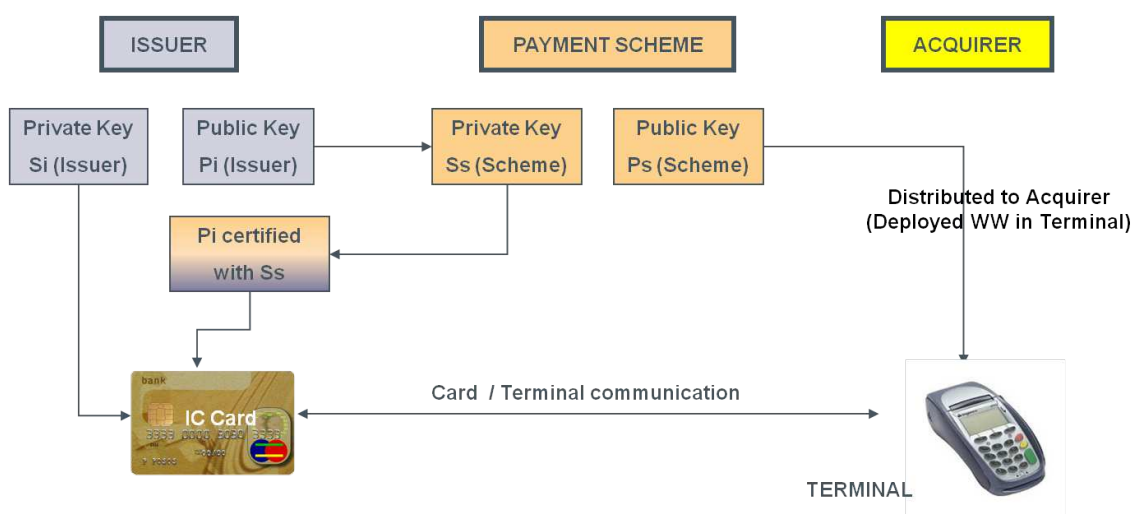 ISSUER
PAYMENT SCHEME
ACQUIRER
Private Key
Si (Issuer)
Public Key
Pi (Issuer)
Private Key
Ss (Scheme)
Public Key
Ps (Scheme)
Distributed to Acquirer
(Deployed WW in Terminal)
Pi certified
with Ss
Card / Terminal communication
bank
IC Card
TERMINAL